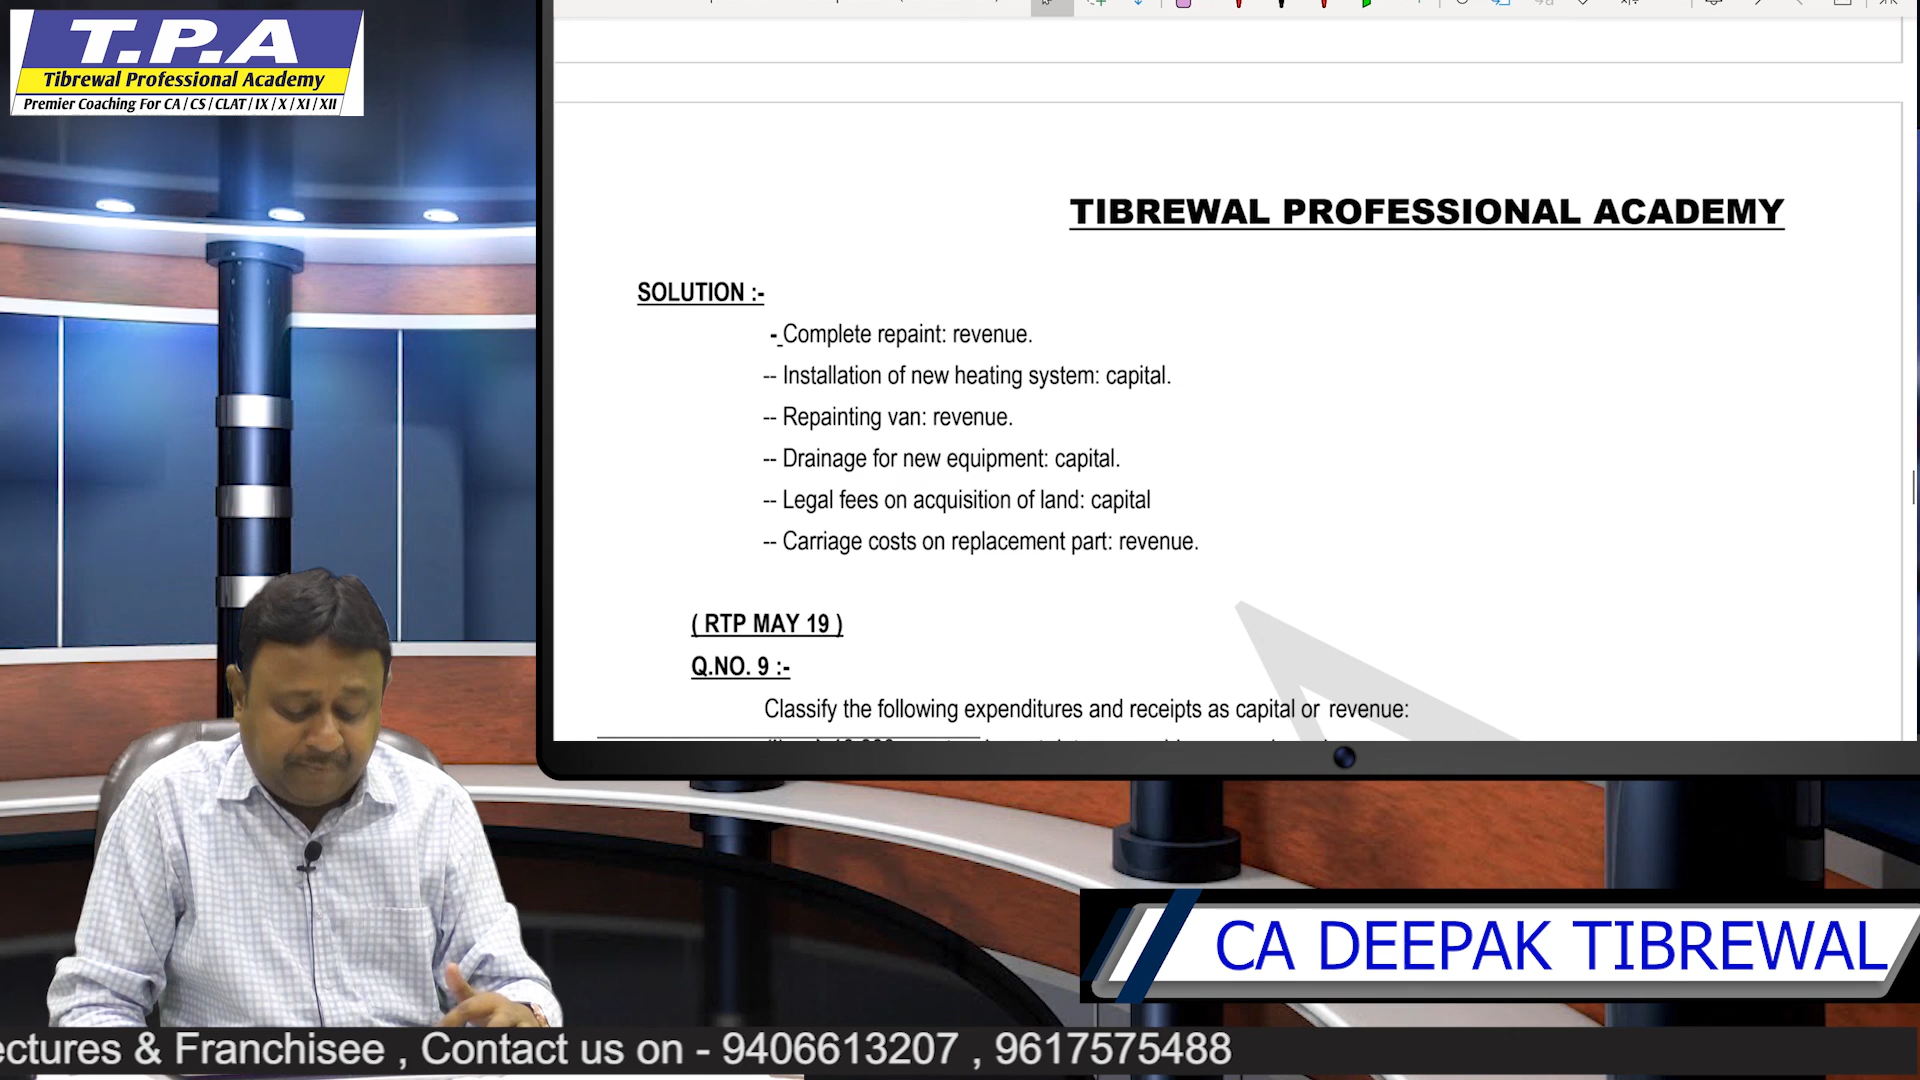 T.P.A
Tibrewal Professional Academy
Premier Coaching For CA / CS / CLAT / IX / X / XI / XII
TIBREWAL PROFESSIONAL ACADEMY
SOLUTION :-
- Complete repaint: revenue.
-- Installation of new heating system: capital.
-- Repainting van: revenue.
-- Drainage for new equipment: capital.
-- Legal fees on acquisition of land: capital
-- Carriage costs on replacement part: revenue.
( RTP MAY 19 )
Q.NO. 9 :-
Classify the following expenditures and receipts as capital or revenue:
CA DEEPAK TIBREWAL
ectures & Franchisee , Contact us on - 9406613207 , 9617575488